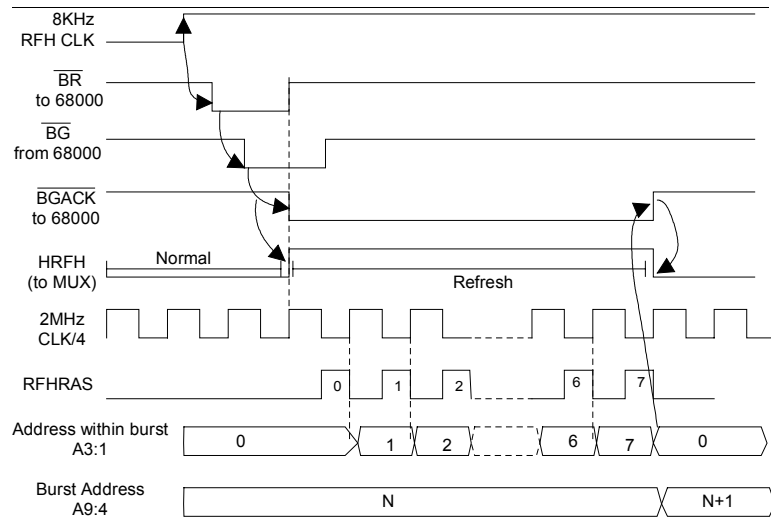 8KHz
RFH CLK
BR
to 68000
BG
from 68000
BGACK
to 68000
HRFH
(to MUX)
Normal
Refresh
2MHz
CLK/4
RFHRAS
0
1
2
6
7
Address within burst
A3:1
0
1
2
6
7
0
Burst Address
A9:4
N
N+1